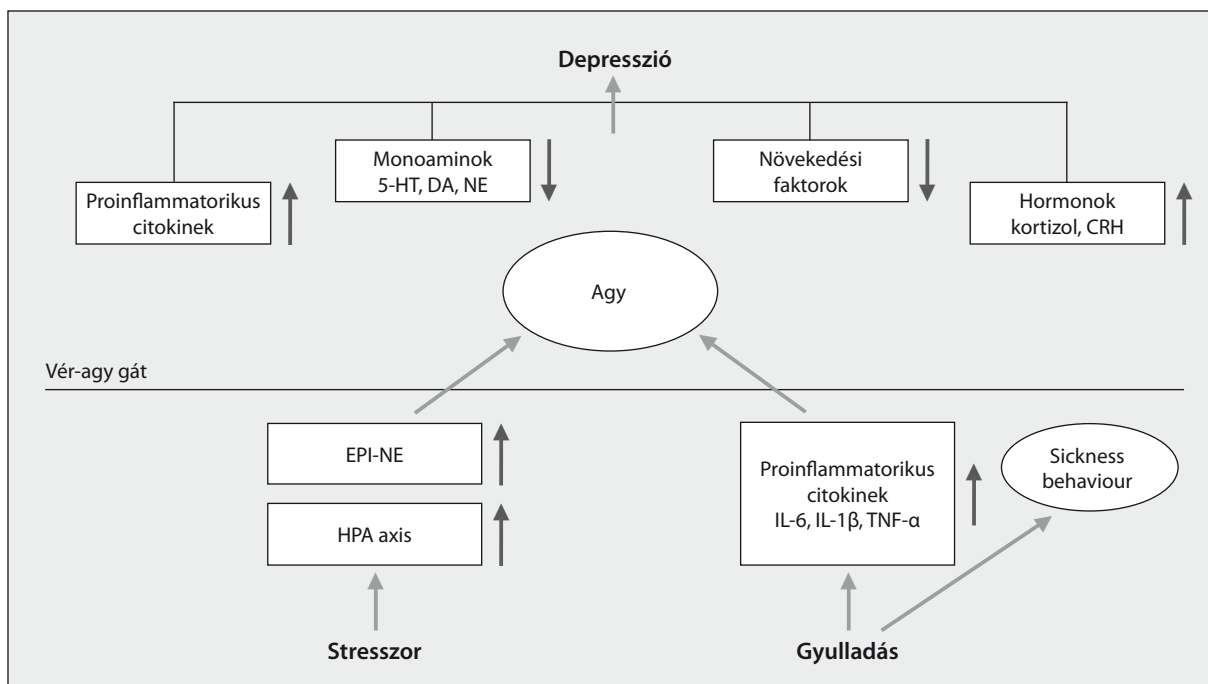 Depresszió
Monoaminok
5-HT, DA, NE
Növekedési
faktorok
Proinflammatorikus
citokinek
Hormonok
kortizol, CRH
Agy
Vér-agy gát
EPI-NE
HPA axis
Proinflammatorikus
citokinek
IL-6, IL-1β, TNF-α
Sickness
behaviour
Stresszor
Gyulladás